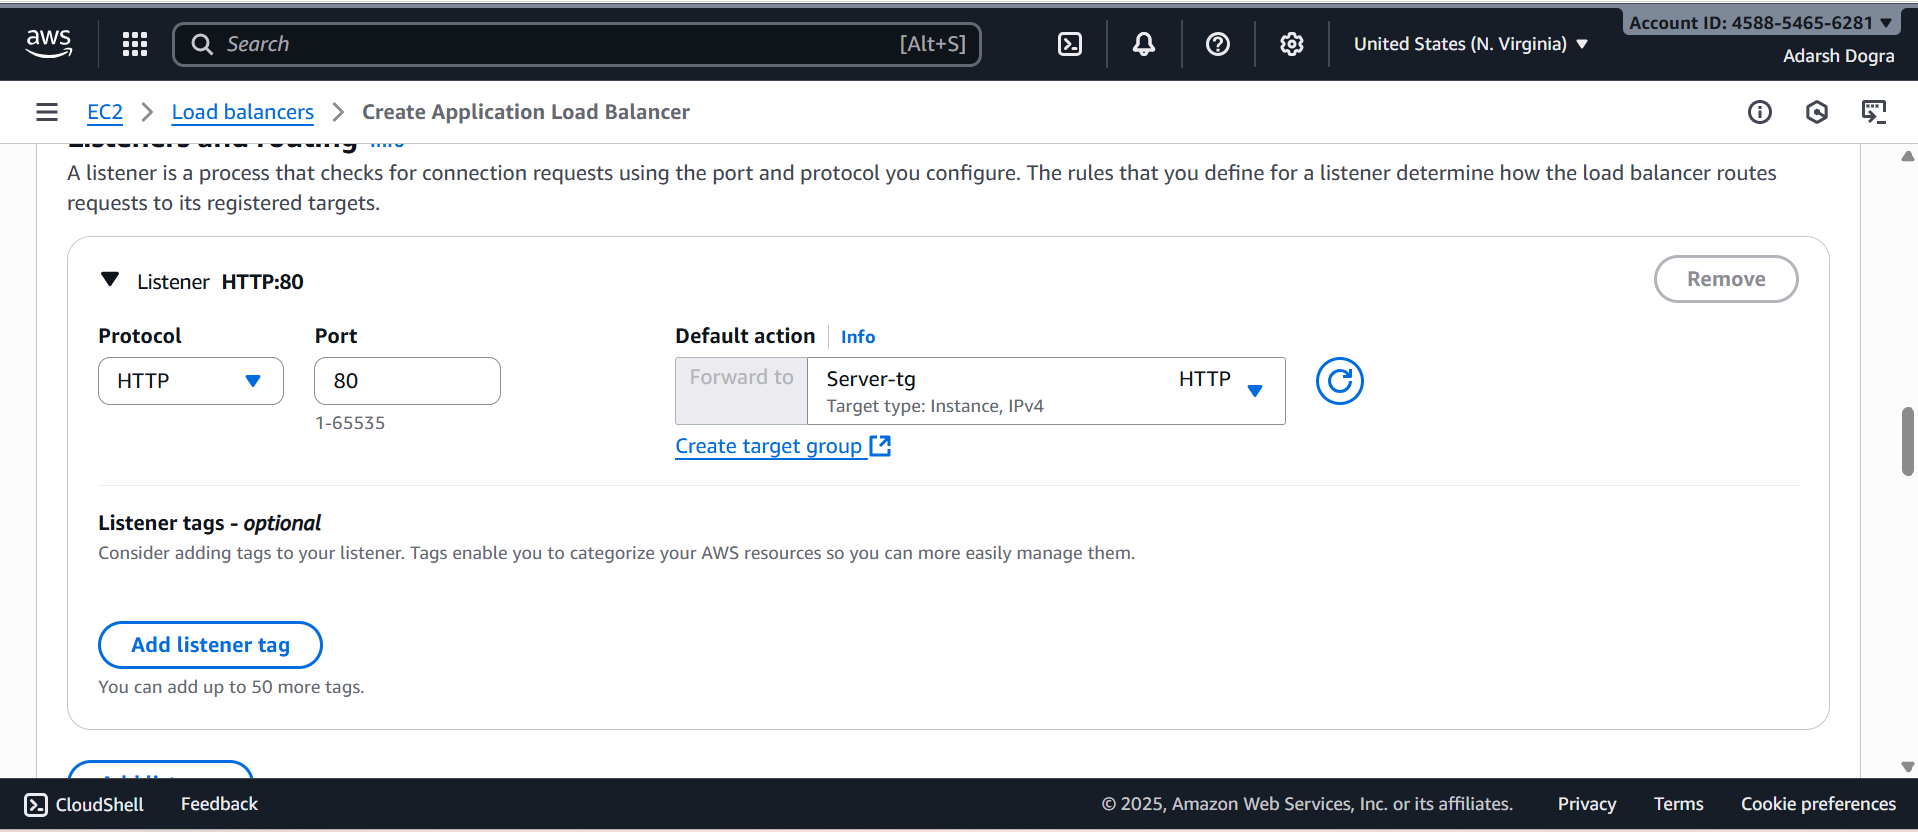 aws
Search
[Alt+S]
United States (N. Virginia)
Account ID: 4588-5465-6281
Adarsh Dogra
EC2
Load balancers
Create Application Load Balancer
Listeners and routing
Info
A listener is a process that checks for connection requests using the port and protocol you configure. The rules that you define for a listener determine how the load balancer routes
requests to its registered targets.
Listener HTTP:80
Remove
Protocol
Port
Default action
Info
HTTP
80
1-65535
Forward to
Server-tg
HTTP
Target type: Instance, IPv4
Create target group
Listener tags - optional
Consider adding tags to your listener. Tags enable you to categorize your AWS resources so you can more easily manage them.
Add listener tag
You can add up to 50 more tags.
CloudShell
Feedback
© 2025, Amazon Web Services, Inc. or its affiliates.
Privacy
Terms
Cookie preferences